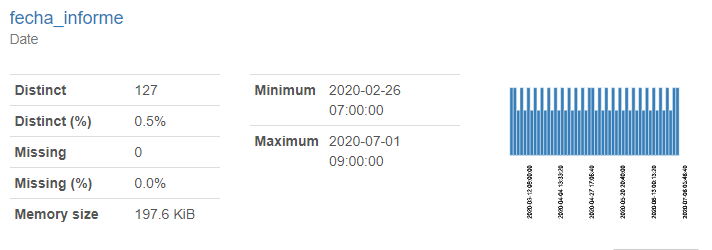 fecha_informe
Date
Distinct 127
Distinct (%) 0.5%
Missing 0
Missing (%) 0.0%
Memory size 197.6 KiB
Minimum 2020-02-26
07:00:00
Maximum 2020-07-01
09:00:00